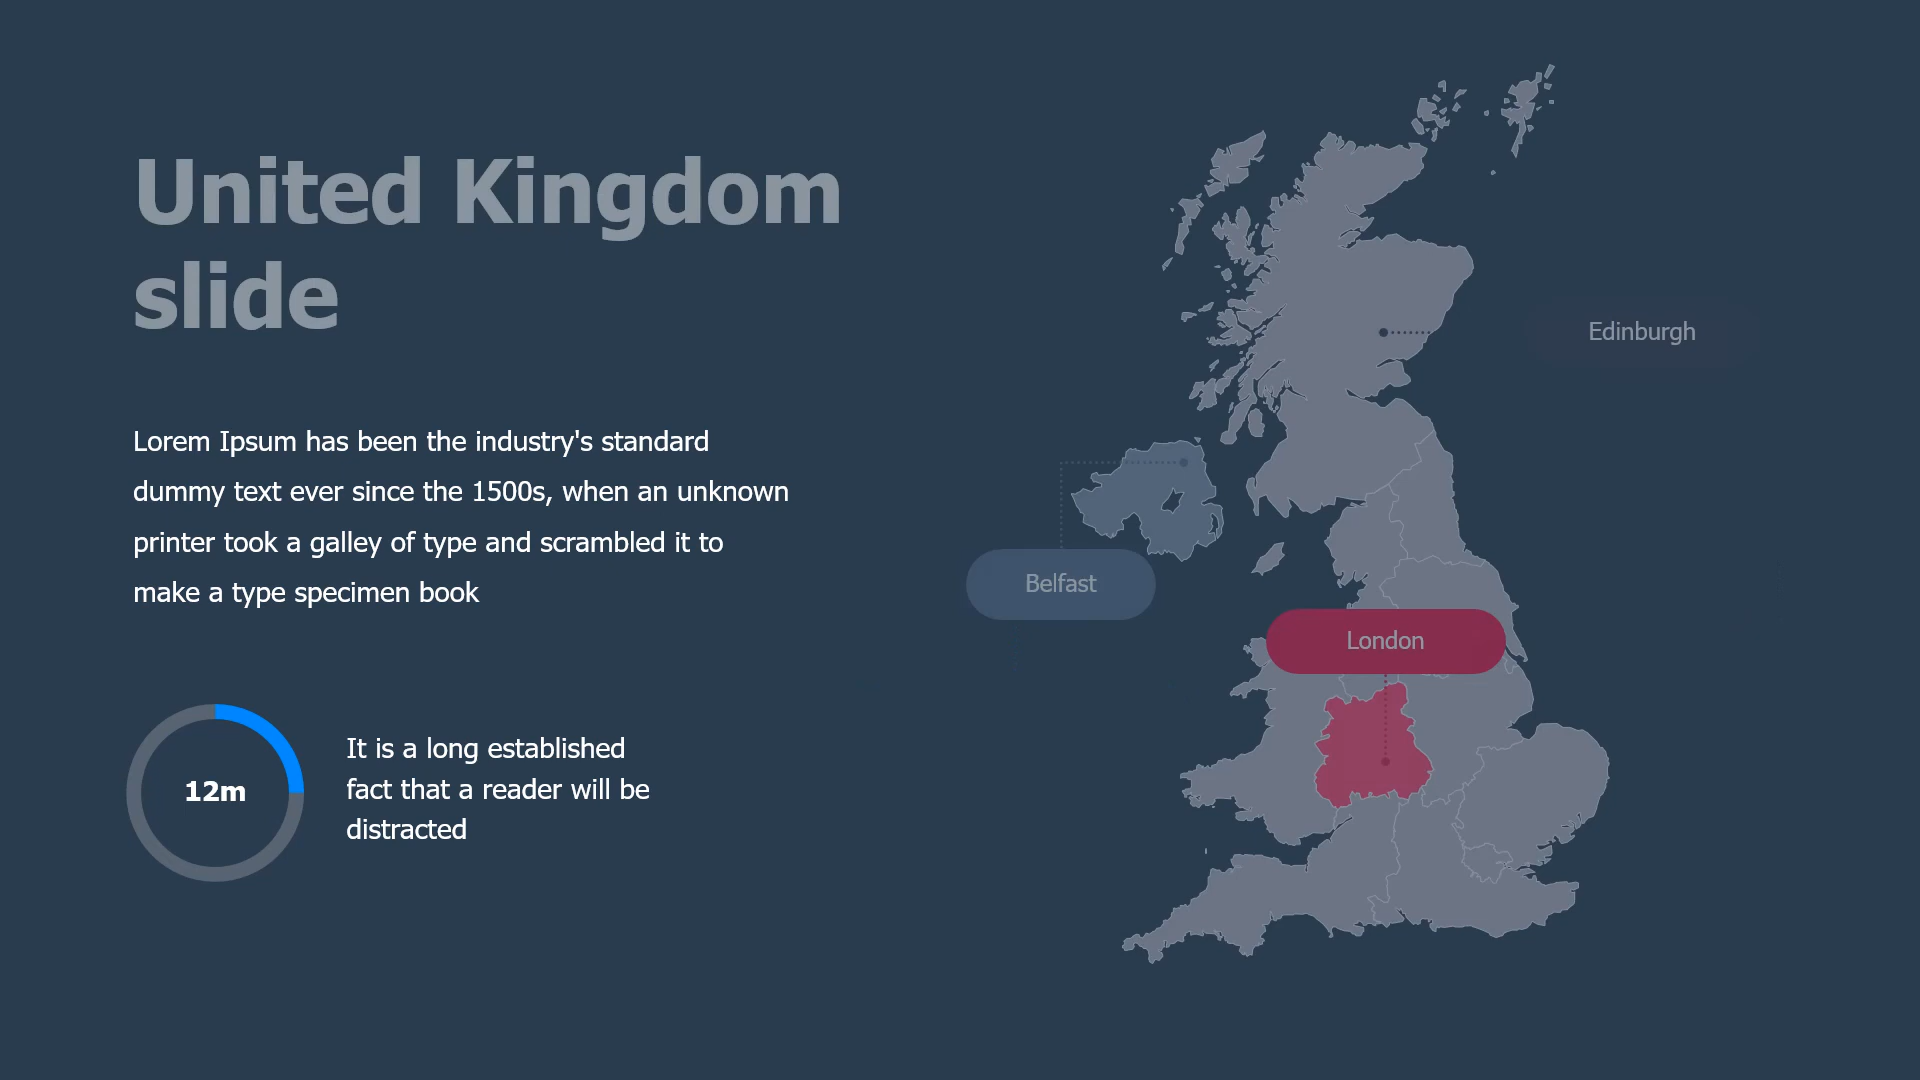 United Kingdom
slide
Lorem Ipsum has been the industry's standard
dummy text ever since the 1500s, when an unknown
printer took a galley of type and scrambled it to
make a type specimen book
12m
It is a long established
fact that a reader will be
distracted
Edinburgh
Belfast
London